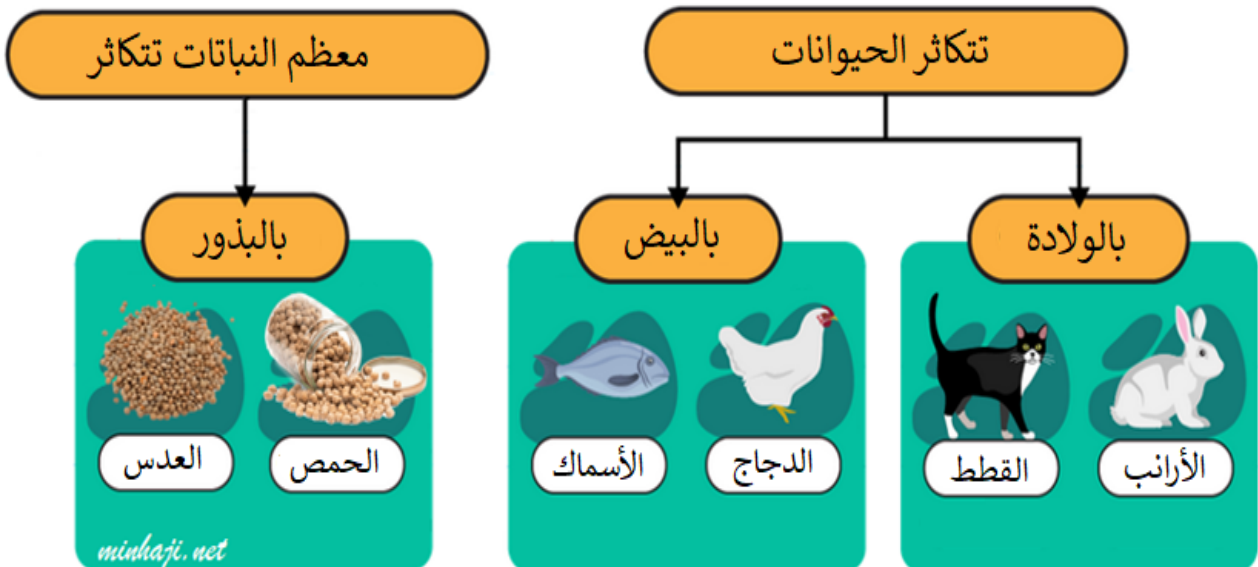 تتكاثر الحيوانات
معظم النباتات تتكاثر
بالولادة
بالبيض
بالبذور
الأرانب
القطط
الدجاج
الأسماك
الحمص
العدس
minhaji.net